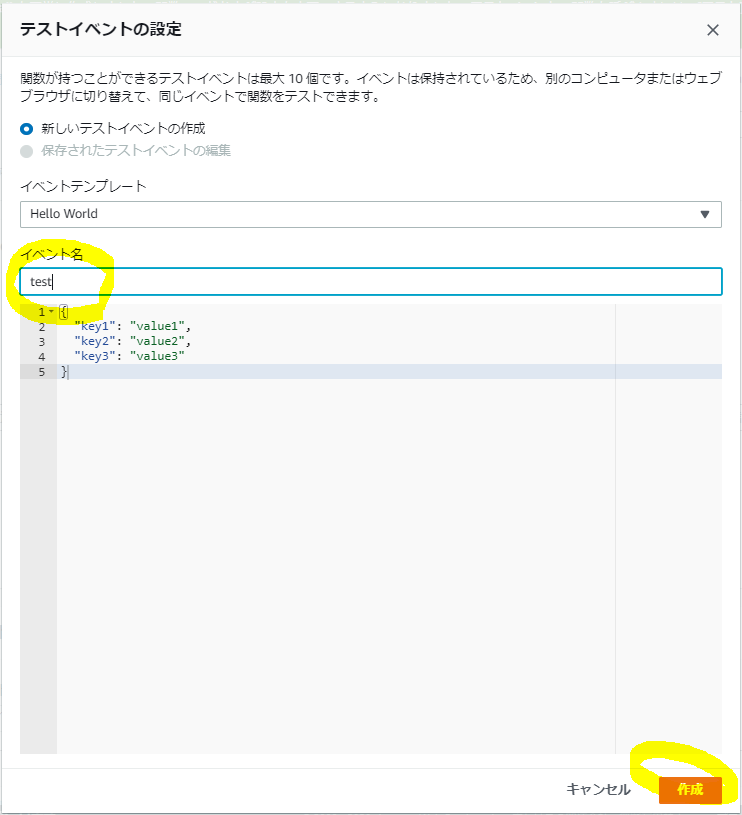 テストイベントの設定
関数が持つことができるテストイベントは最大 10 個です。イベントは保持されているため、別のコンピュータまたはウェブ
ブラウザに切り替えて、同じイベントで関数をテストできます。
新しいテストイベントの作成
保存されたテストイベントの編集
イベントテンプレート
Hello World
イベント名
test
1 {
2 "key1": "value1",
3 "key2": "value2",
4 "key3": "value3"
5 }
キャンセル 作成